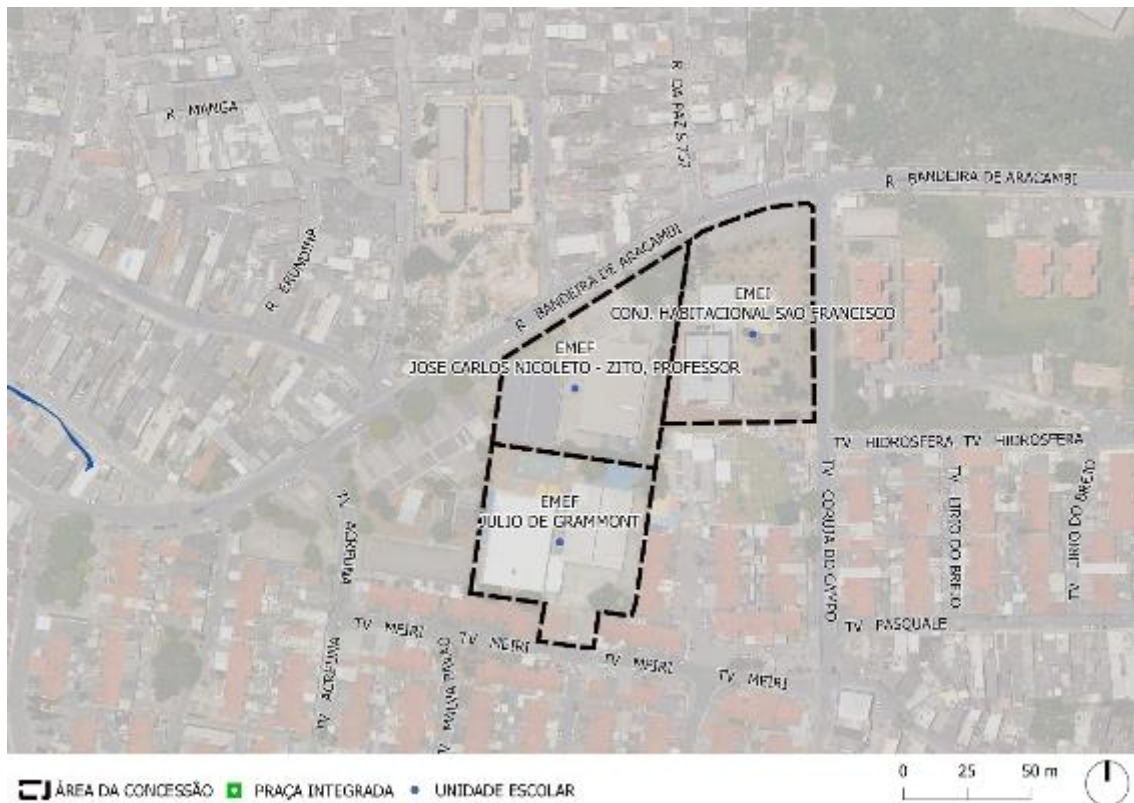 R MANGA
R DA PAZ S 757
R BANDEIRA DE ARACAMBI
R ERUNDINA
R BANDEIRA DE ARACAMBI
EMEI
CONJ. HABITACIONAL SAO FRANCISCO
EMEF
JOSE CARLOS NICOLETO - ZITO, PROFESSOR
TV HIDROSFERA TV HIDROSFERA
EMEF
JULIO DE GRAMMONT
TV CORUJA DO CAMPO
TV LIRIO DO BREJO
TV LIRIO DO BREJO
TV PASQUALE
TV MEIRI
TV MEIRI
TV MEIRI
TV MEIRI
ÁREA DA CONCESSÃO PRAÇA INTEGRADA UNIDADE ESCOLAR
0 25 50 m